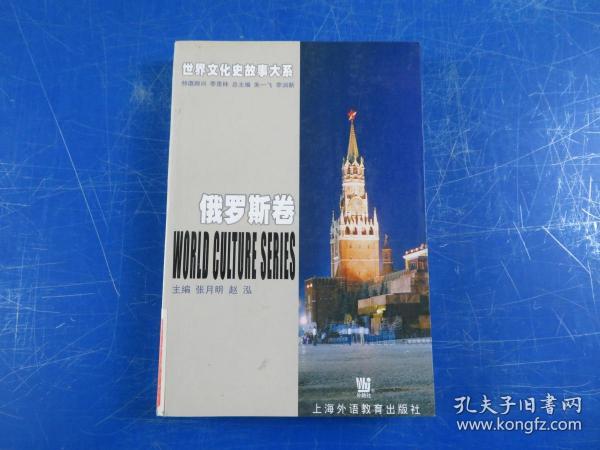 世界文化史故事大系
特邀顾问 季羡林 总主编 朱一飞 李润新
俄罗斯卷
WORLD CULTURE SERIES
主编 张月明 赵 泓
外教社
上海外语教育出版社
孔夫子旧书网
www.kongfz.com